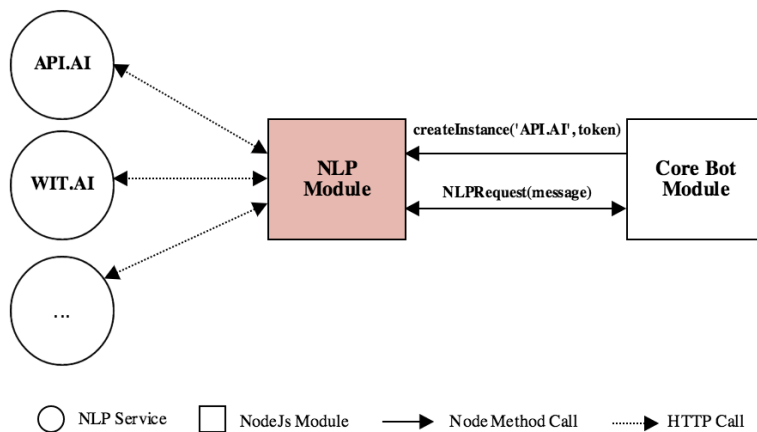 API.AI
WIT.AI
...
NLP
Module
createInstance('API.AI', token)
NLPRequest(message)
Core Bot
Module
NLP Service
NodeJs Module
Node Method Call
HTTP Call